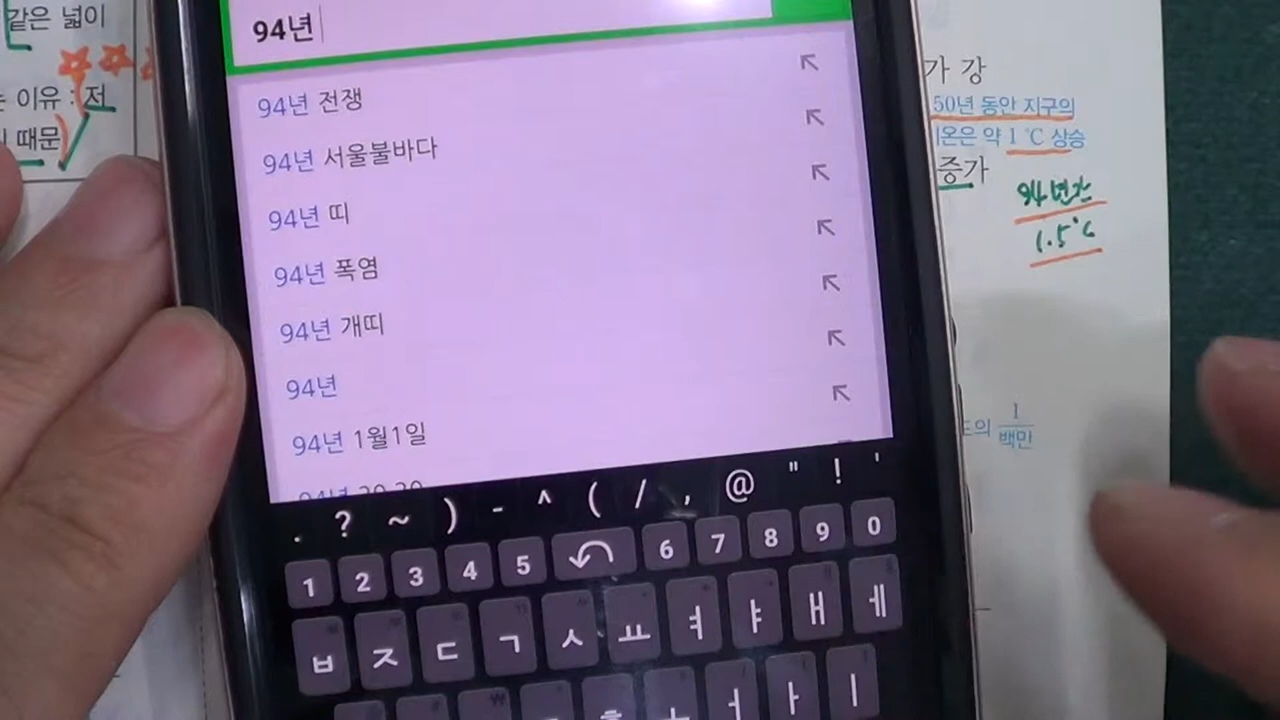 같은 넓이
는 이유 : 저
때문
94년
94년 전쟁
94년 서울불바다
94년 띠
94년 폭염
94년 개띠
94년
94년 1월1일
. ? ~ ) - ^ ( / , @ " ! '
1 2 3 4 5 6 7 8 9 0
ㅂ ㅈ ㄷ ㄱ ㅅ ㅛ ㅕ ㅑ ㅐ ㅔ
ㅓ ㅏ ㅣ
가 강
50년 동안 지구의
온은 약 1 ℃ 상승
증가
94년간
1.5℃
의 1
백만